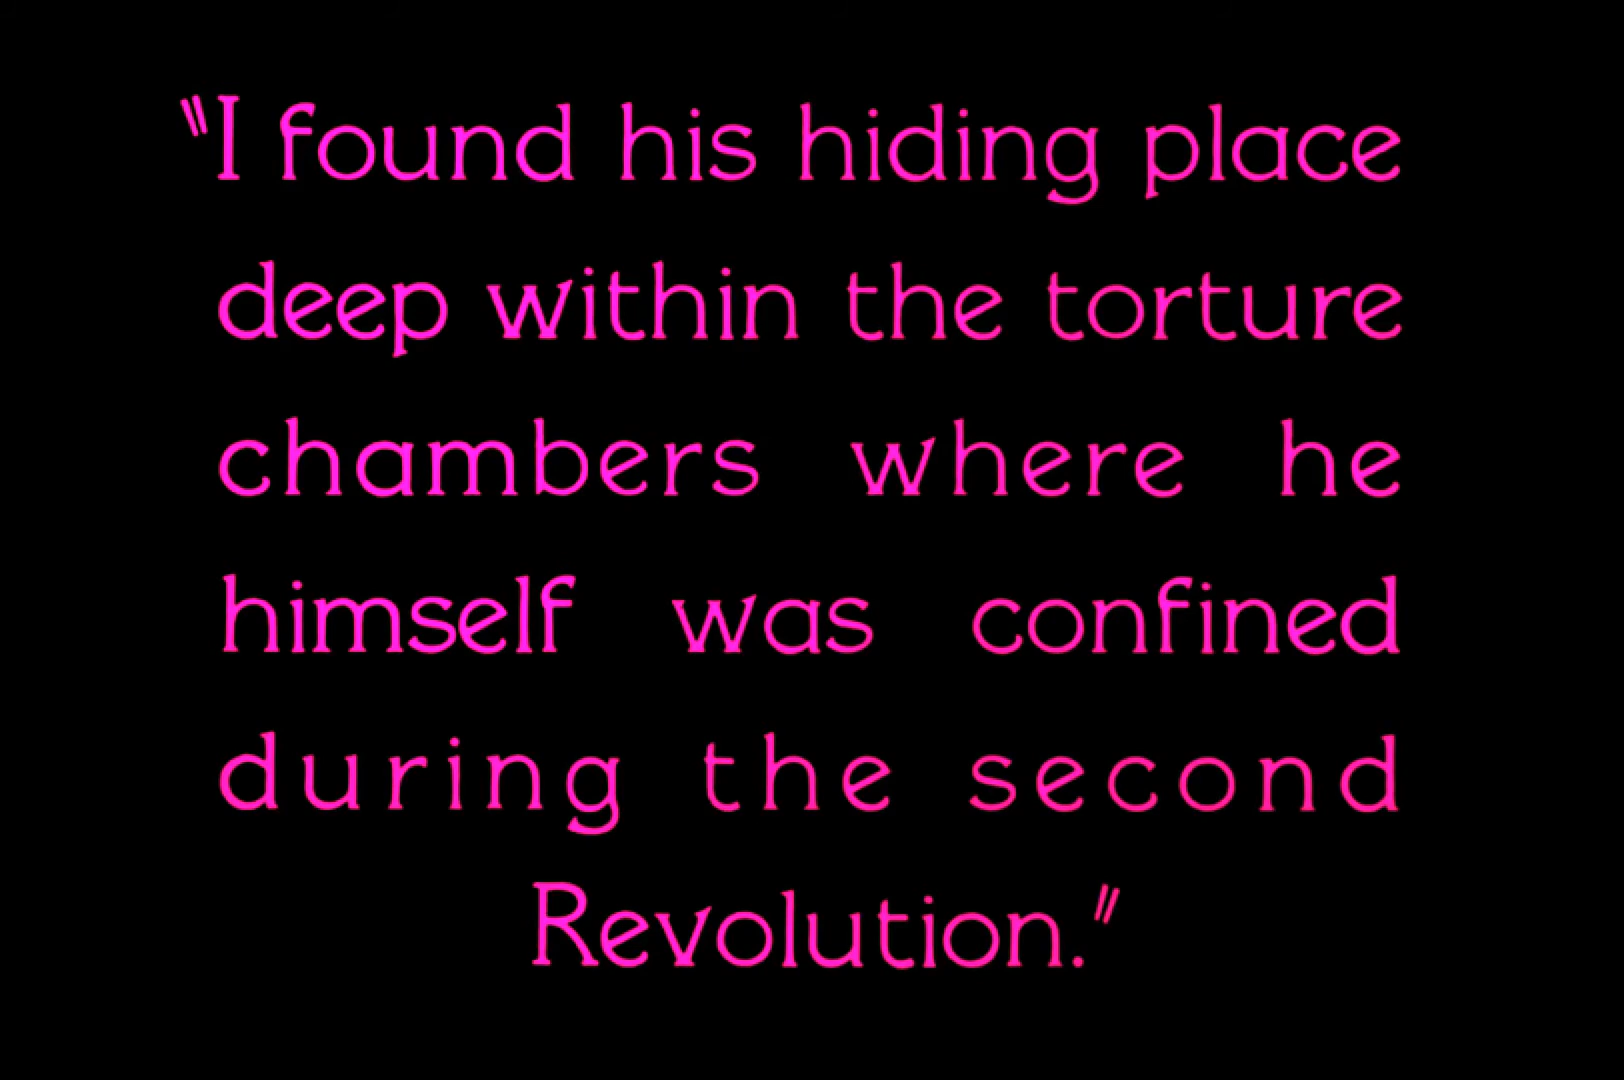 "I found his hiding place
deep within the torture
chambers where he
himself was confined
during the second
Revolution."